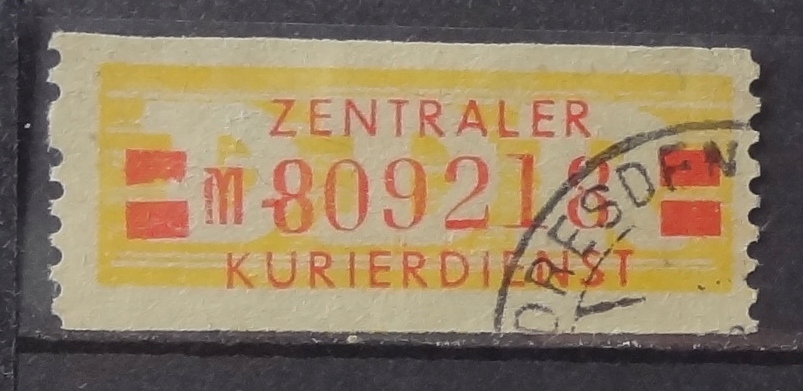 ZENTRALER
M-809218
KURIERDIENST
DRESDEN